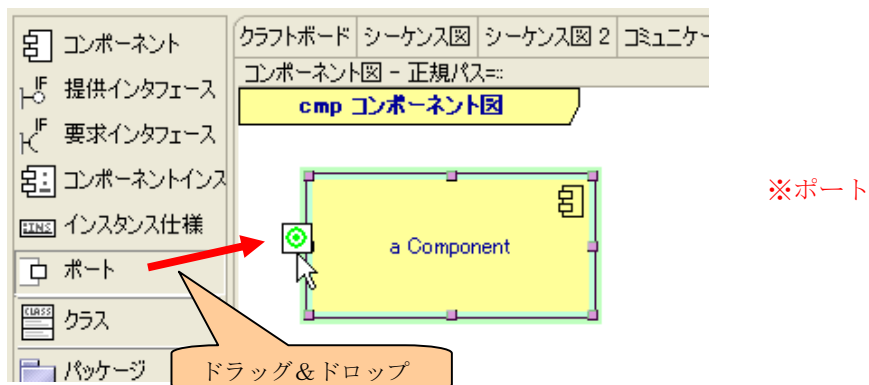 コンポーネント
提供インタフェース
要求インタフェース
コンポーネントインス
インスタンス仕様
ポート
クラス
パッケージ
クラフトボード シーケンス図 シーケンス図 2 コミュニケー
コンポーネント図 - 正規パス=::
cmp コンポーネント図
a Component
ドラッグ&ドロップ
※ポート